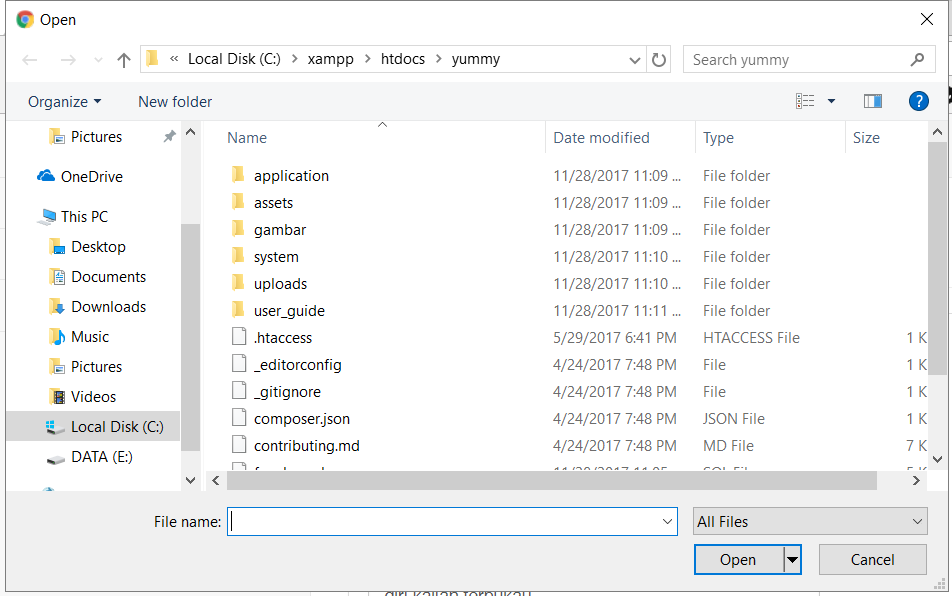 Open
« Local Disk (C:) > xampp > htdocs > yummy
Search yummy
Organize
New folder
?
Pictures
OneDrive
This PC
Desktop
Documents
Downloads
Music
Pictures
Videos
Local Disk (C:)
DATA (E:)
Name Date modified Type Size
application 11/28/2017 11:09 ... File folder
assets 11/28/2017 11:09 ... File folder
gambar 11/28/2017 11:09 ... File folder
system 11/28/2017 11:10 ... File folder
uploads 11/28/2017 11:10 ... File folder
user_guide 11/28/2017 11:11 ... File folder
.htaccess 5/29/2017 6:41 PM HTACCESS File 1 K
_editorconfig 4/24/2017 7:48 PM File 1 K
_gitignore 4/24/2017 7:48 PM File 1 K
composer.json 4/24/2017 7:48 PM JSON File 1 K
contributing.md 4/24/2017 7:48 PM MD File 7 K
File name:
All Files
Open
Cancel